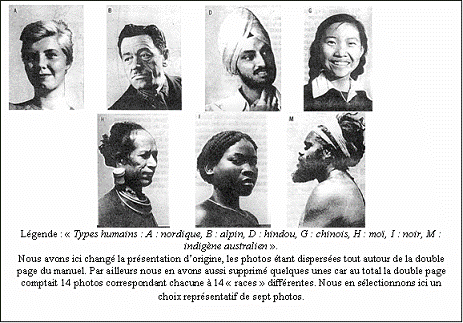 A B D G
H I M
Légende : « Types humains : A : nordique, B : alpin, D : hindou, G : chinois, H : moï, I : noir, M :
indigène australien ».
Nous avons ici changé la présentation d'origine, les photos étant dispersées tout autour de la double
page du manuel. Par ailleurs nous en avons aussi supprimé quelques unes car au total la double page
comptait 14 photos correspondant chacune à 14 « races » différentes. Nous en sélectionnons ici un
choix représentatif de sept photos.